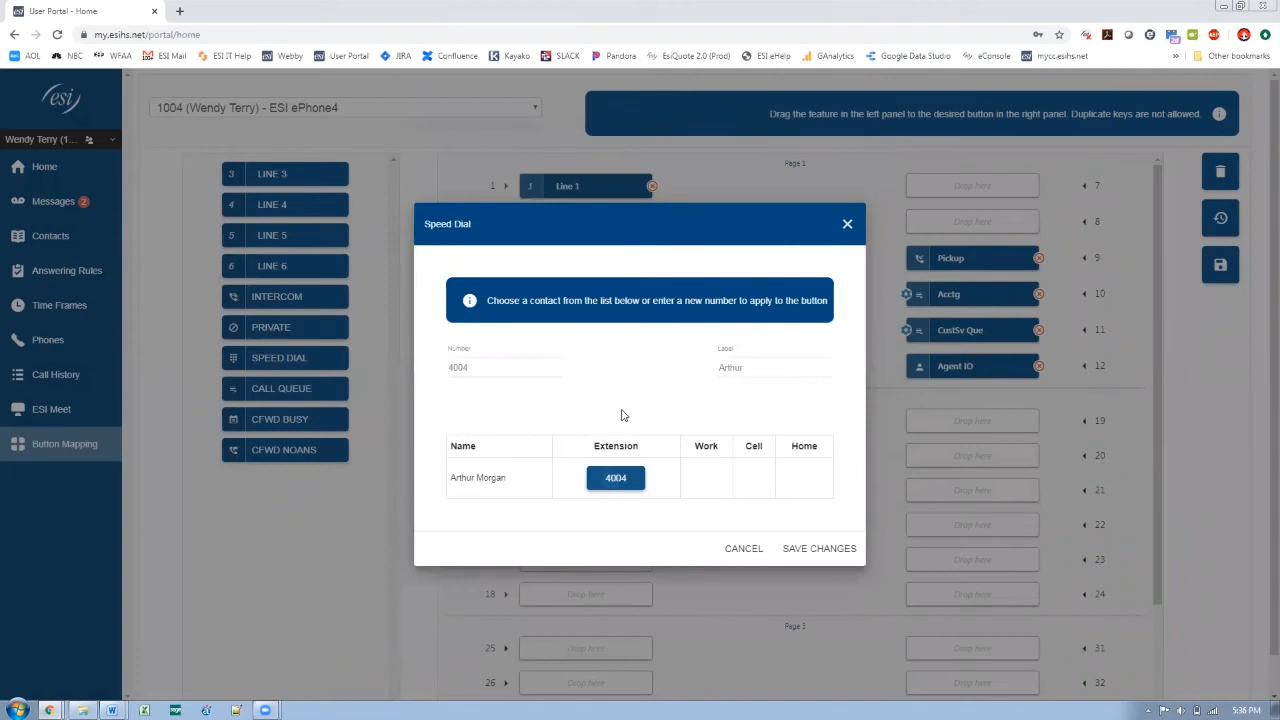 esi User Portal - Home
my.esihs.net/portal/home
AOL NBC WFAA ESI Mail ESI IT Help Webby User Portal JIRA Confluence Kayako SLACK Pandora EsiQuote 2.0 (Prod) ESI eHelp GAnalytics Google Data Studio eConsole mycc.esihs.net » Other bookmarks
esi
1004 (Wendy Terry) - ESI ePhone4
Drag the feature in the left panel to the desired button in the right panel. Duplicate keys are not allowed.
Wendy Terry (1...
Home
Messages 2
Contacts
Answering Rules
Time Frames
Phones
Call History
ESI Meet
Button Mapping
3 LINE 3
4 LINE 4
5 LINE 5
6 LINE 6
INTERCOM
PRIVATE
SPEED DIAL
CALL QUEUE
CFWD BUSY
CFWD NOANS
Page 1
1 1 Line 1
Drop here 7
Drop here 8
Pickup 9
Acctg 10
CustSv Que 11
Agent IO 12
Speed Dial
Choose a contact from the list below or enter a new number to apply to the button
Number Label
4004 Arthur
Name Extension Work Cell Home
Arthur Morgan 4004
CANCEL SAVE CHANGES
Drop here 19
Drop here 20
Drop here 21
Drop here 22
Drop here 23
18 Drop here Drop here 24
Page 3
25 Drop here Drop here 31
26 Drop here Drop here 32
5:36 PM